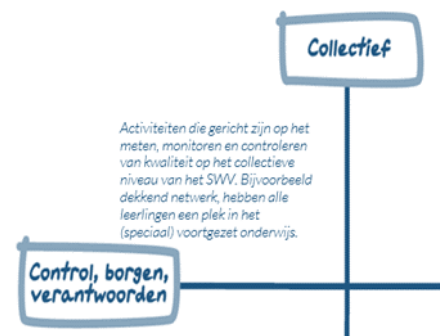 Collectief
Activiteiten die gericht zijn op het
meten, monitoren en controleren
van kwaliteit op het collectieve
niveau van het SWV. Bijvoorbeeld
dekkend netwerk, hebben alle
leerlingen een plek in het
(speciaal) voortgezet onderwijs.
Control, borgen,
verantwoorden